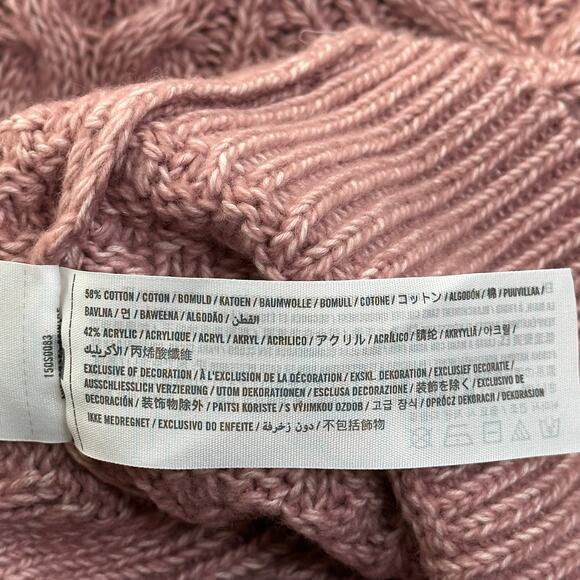 58% COTTON / COTON / BOMULD / KATOEN / BAUMWOLLE / BOMULL / COTONE / コットン / ALGODÓN / 棉 / PUUVILLAA /
BAVLNA / 면 / BAWEŁNA / ALGODÃO / القطن
42% ACRYLIC / ACRYLIQUE / ACRYL / ACRYL / AKRYL / ACRILICO / アクリル / ACRÍLICO / 腈纶 / AKRYYLIÄ / 아크릴 /
الأكريليك / 丙烯酸纖維
EXCLUSIVE OF DECORATION / À L'EXCLUSION DE LA DÉCORATION / EKSKL. DEKORATION / EXCLUSIEF DECORATIE /
AUSSCHLIESSLICH VERZIERUNG / UTOM DEKORATIONEN / ESCLUSA DECORAZIONE / 装飾を除く / EXCLUSIVO DE
DECORACIÓN / 装饰物除外 / PAITSI KORISTE / S VÝJIMKOU OZDOB / 고급 장식 / OPRÓCZ DEKORACJI / DEKORASJON
IKKE MEDREGNET / EXCLUSIVO DO ENFEITE / دون زخرفة / 不包括飾物
150S0083